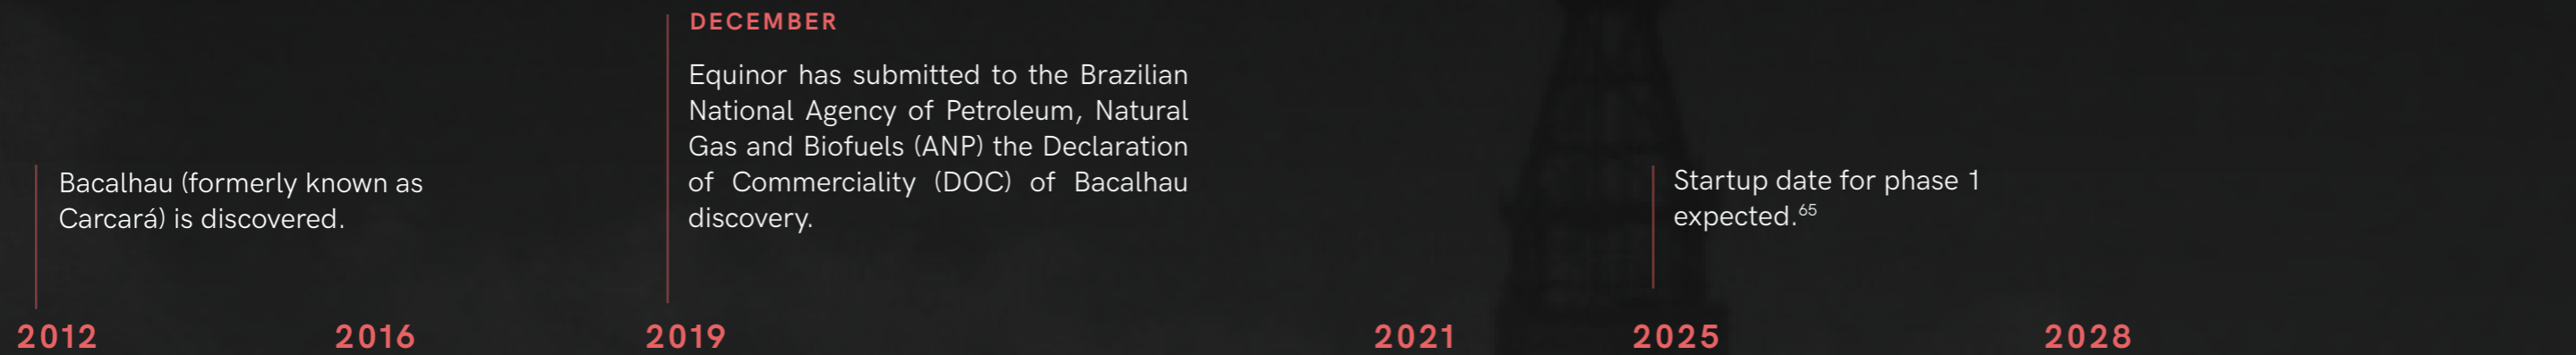 DECEMBER
Equinor has submitted to the Brazilian
National Agency of Petroleum, Natural
Gas and Biofuels (ANP) the Declaration
of Commerciality (DOC) of Bacalhau
discovery.
Bacalhau (formerly known as
Carcará) is discovered.
Startup date for phase 1
expected.65
2012 2016 2019 2021 2025 2028